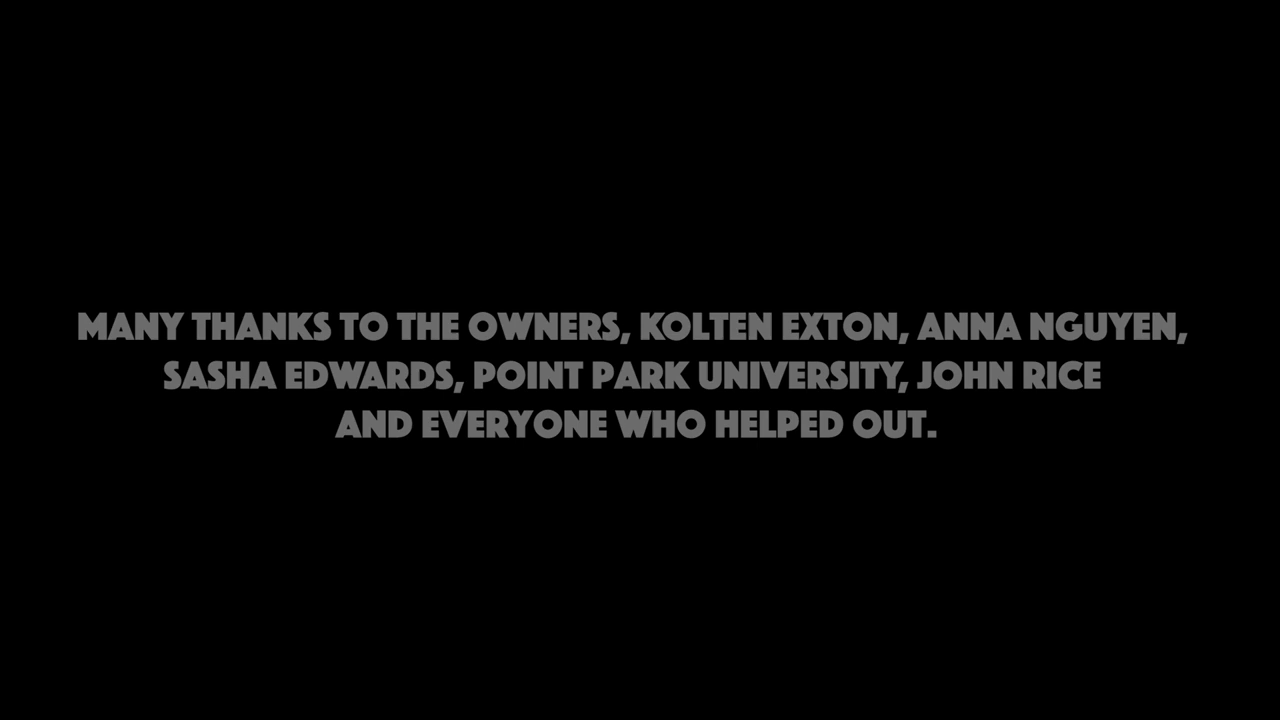 MANY THANKS TO THE OWNERS, KOLTEN EXTON, ANNA NGUYEN,
SASHA EDWARDS, POINT PARK UNIVERSITY, JOHN RICE
AND EVERYONE WHO HELPED OUT.